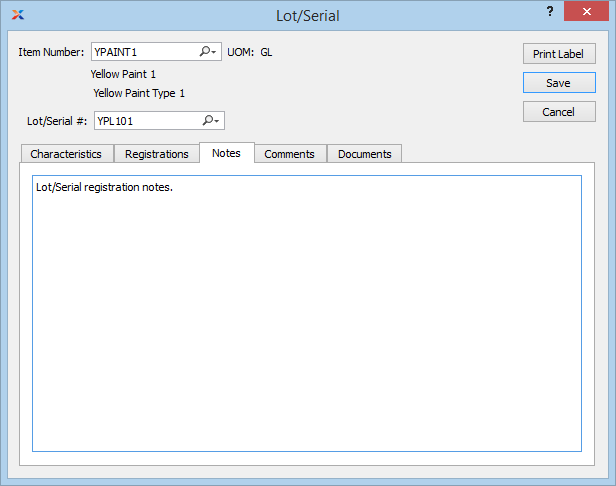 Lot/Serial
?
Item Number: YPAINT1 UOM: GL
Print Label
Yellow Paint 1
Save
Yellow Paint Type 1
Cancel
Lot/Serial #: YPL101
Characteristics Registrations Notes Comments Documents
Lot/Serial registration notes.